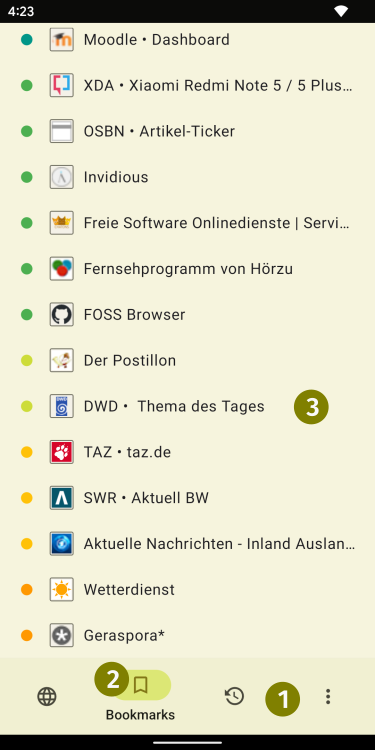 4:23
Moodle • Dashboard
XDA • Xiaomi Redmi Note 5 / 5 Plus...
OSBN • Artikel-Ticker
Invidious
Freie Software Onlinedienste | Servi...
Fernsehprogramm von Hörzu
FOSS Browser
Der Postillon
DWD •  Thema des Tages
3
TAZ • taz.de
SWR • Aktuell BW
Aktuelle Nachrichten - Inland Auslan...
Wetterdienst
Geraspora*
2
1
Bookmarks